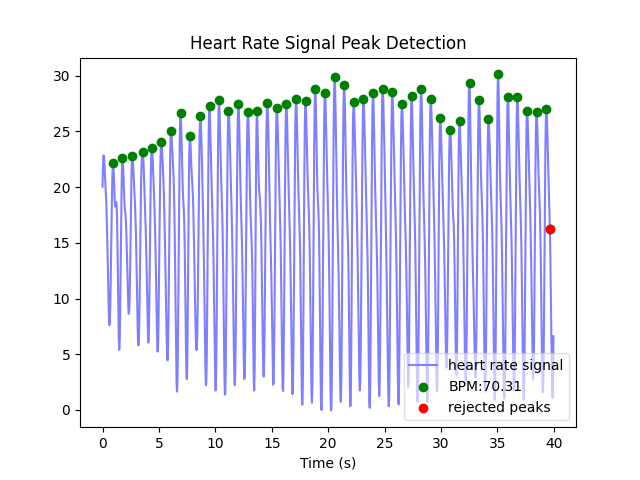 Heart Rate Signal Peak Detection
30
25
20
15
10
5
0
heart rate signal
BPM:70.31
rejected peaks
0 5 10 15 20 25 30 35 40
Time (s)